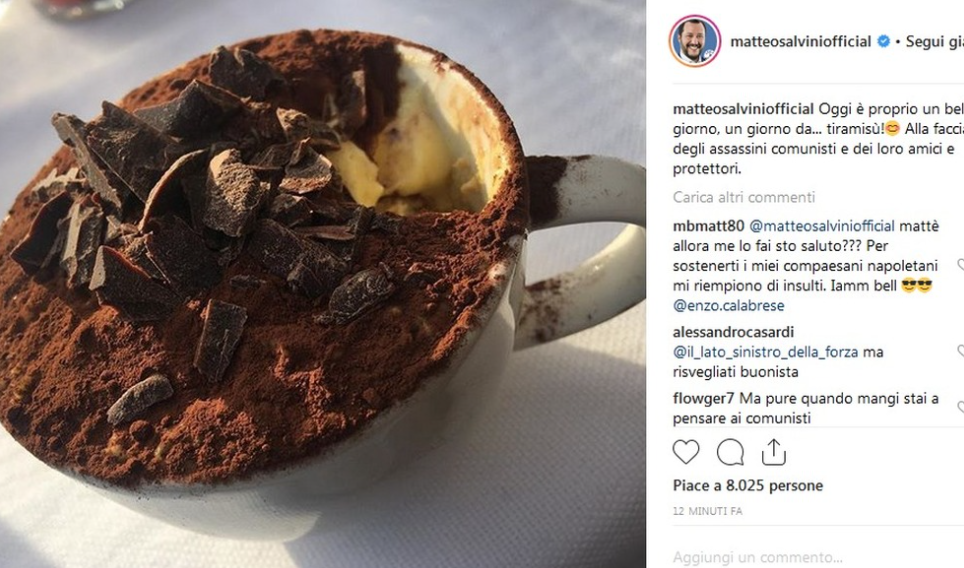 matteosalviniofficial • Segui
matteosalviniofficial Oggi è proprio un bel
giorno, un giorno da... tiramisù!😊 Alla
degli assassini comunisti e dei loro amici e
protettori.
Carica altri commenti
mbmatt80 @matteosalviniofficial mattè
allora me lo fai sto saluto??? Per
sostenerti i miei compaesani napoletani
mi riempiono di insulti. Iamm bell 😎😎
@enzo.calabrese
alessandrocasardi
@il_lato_sinistro_della_forza ma
risvegliati buonista
flowger7 Ma pure quando mangi stai a
pensare ai comunisti
Piace a 8.025 persone
12 MINUTI FA
Aggiungi un commento...